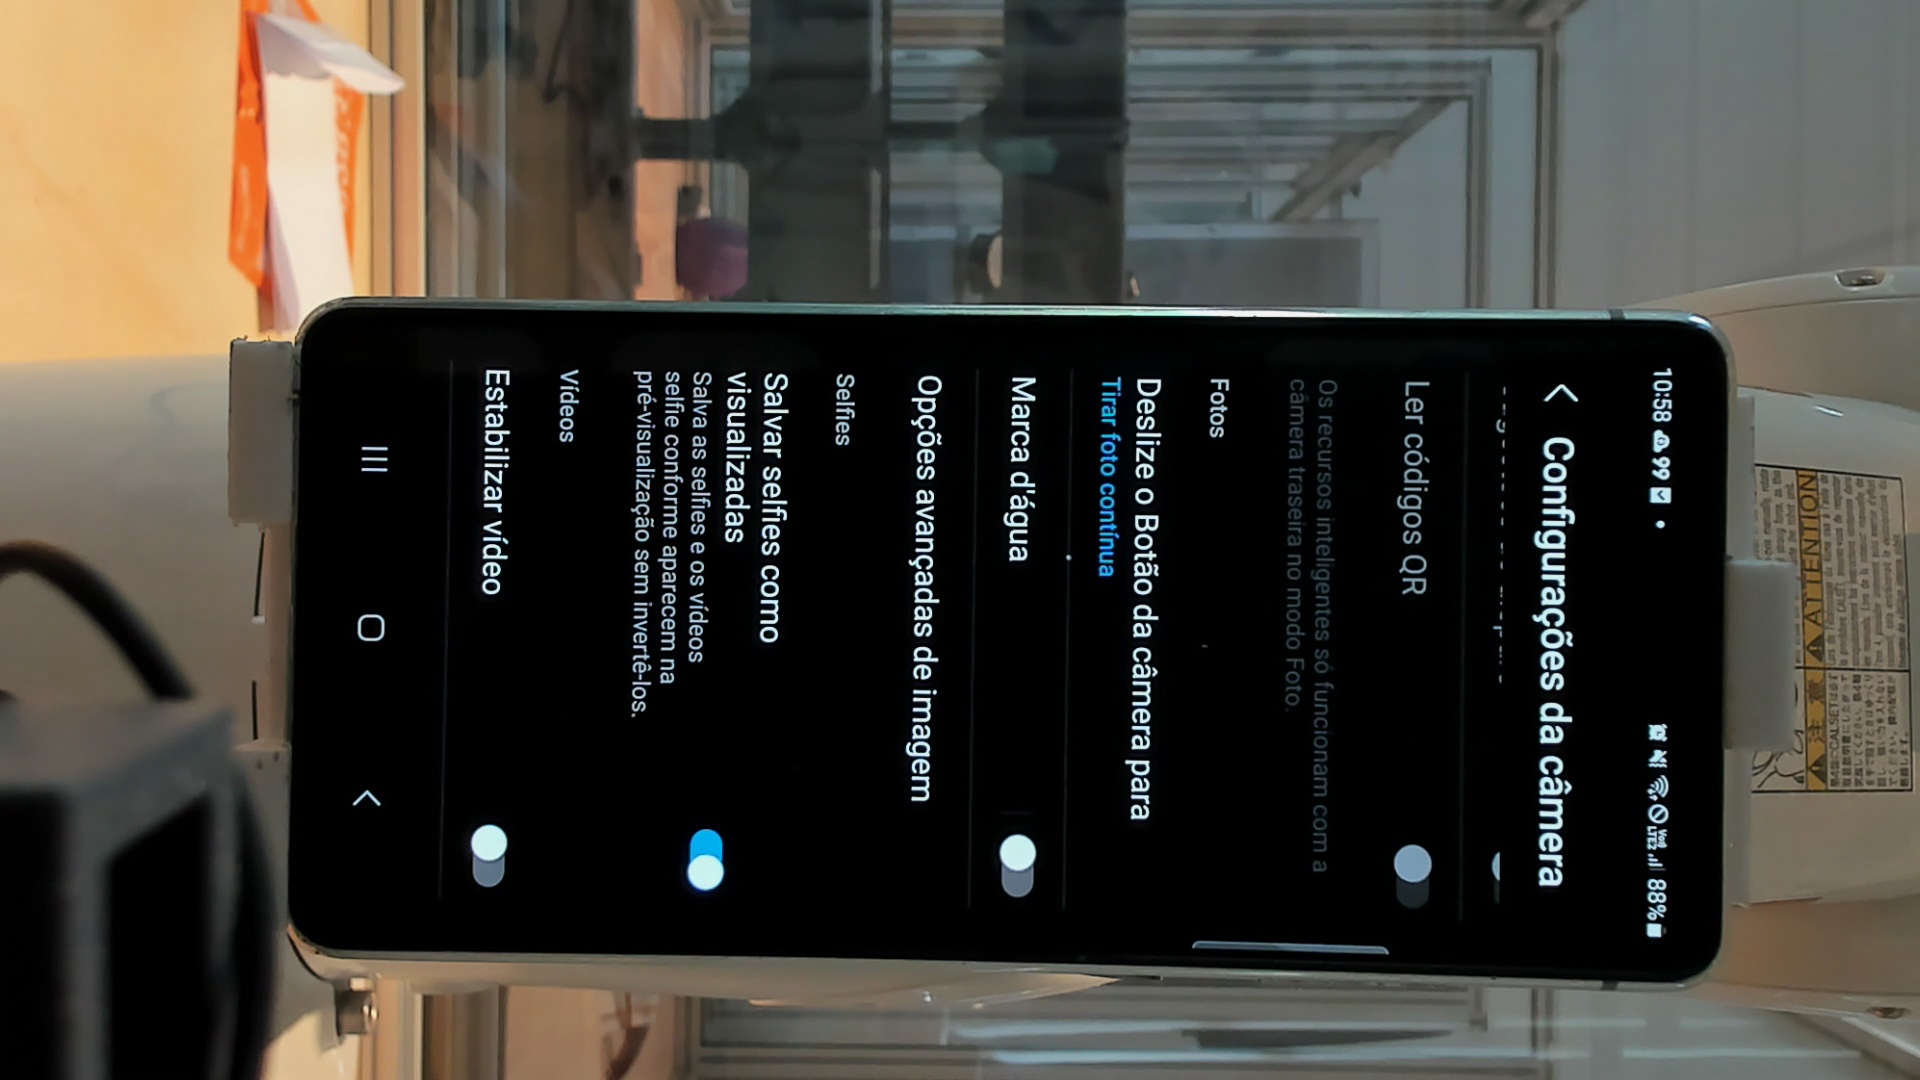 10:58 99 88%
Configurações da câmera
Ler códigos QR
Os recursos inteligentes só funcionam com a
câmera traseira no modo Foto.
Fotos
Deslize o Botão da câmera para
Tirar foto contínua
Marca d'água
Opções avançadas de imagem
Selfies
Salvar selfies como
visualizadas
Salva as selfies e os vídeos
selfie conforme aparecem na
pré-visualização sem invertê-los.
Vídeos
Estabilizar vídeo
注意 ATTENTION